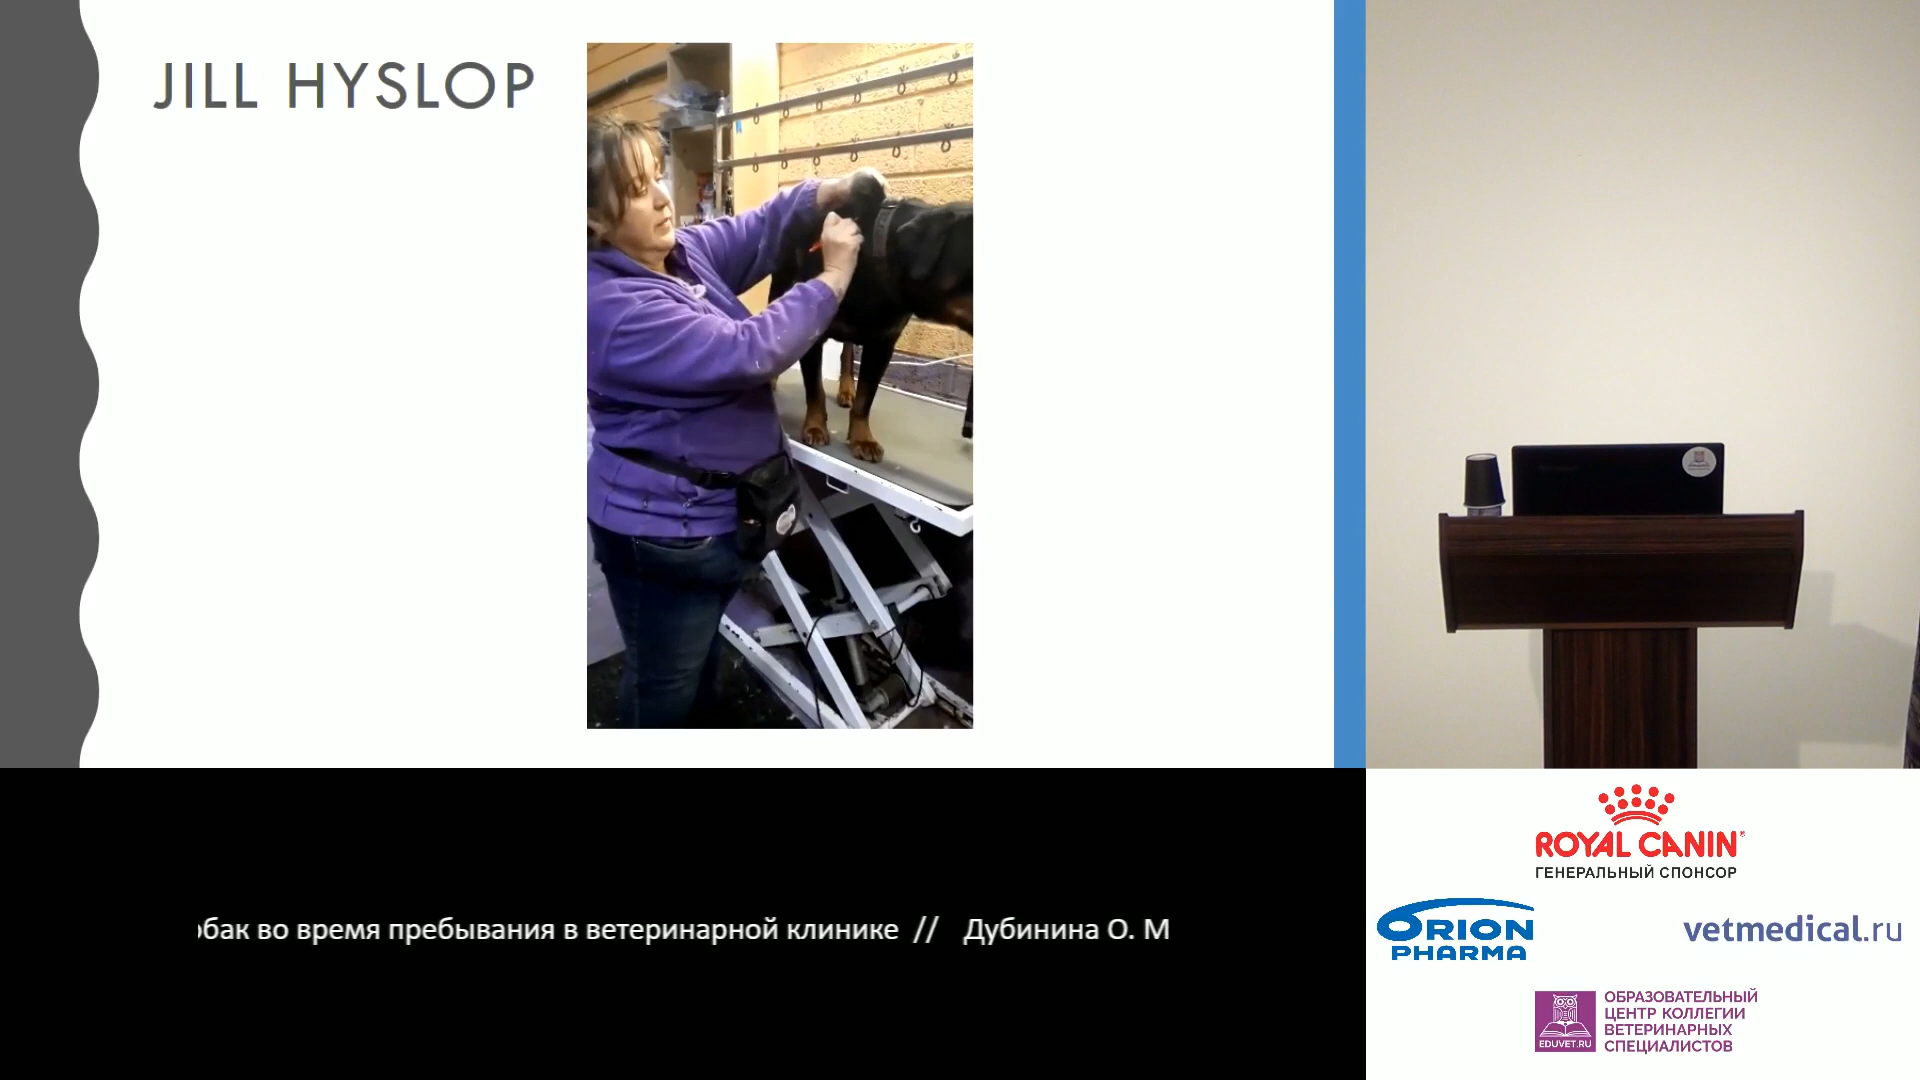 JILL HYSLOP
обак во время пребывания в ветеринарной клинике // Дубинина О. М
ROYAL CANIN
ГЕНЕРАЛЬНЫЙ СПОНСОР
ORION
PHARMA
vetmedical.ru
EDUVET.RU
ОБРАЗОВАТЕЛЬНЫЙ
ЦЕНТР КОЛЛЕГИИ
ВЕТЕРИНАРНЫХ
СПЕЦИАЛИСТОВ